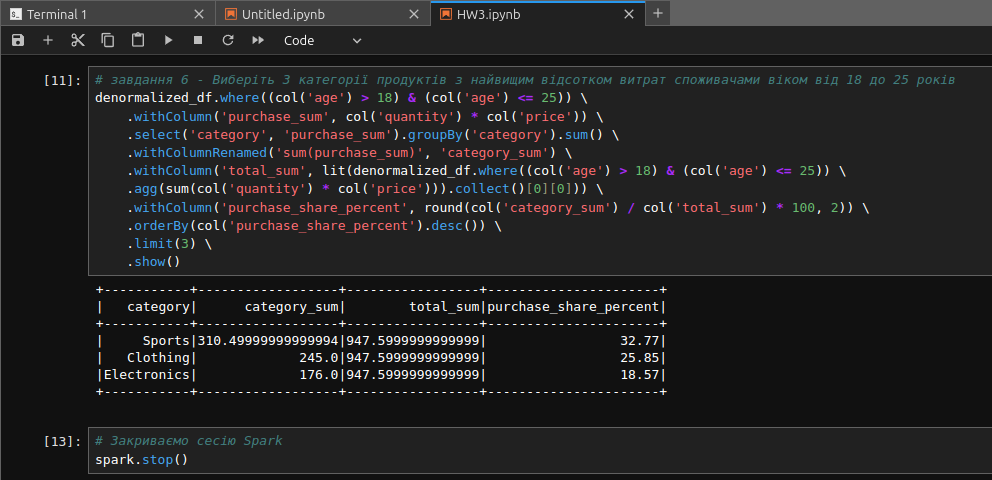 Terminal 1
Untitled.ipynb
HW3.ipynb
Code
[11]:
# завдання 6 - Виберіть 3 категорії продуктів з найвищим відсотком витрат споживачами віком від 18 до 25 років
denormalized_df.where((col('age') > 18) & (col('age') <= 25)) \
    .withColumn('purchase_sum', col('quantity') * col('price')) \
    .select('category', 'purchase_sum').groupBy('category').sum() \
    .withColumnRenamed('sum(purchase_sum)', 'category_sum') \
    .withColumn('total_sum', lit(denormalized_df.where((col('age') > 18) & (col('age') <= 25)) \
    .agg(sum(col('quantity') * col('price'))).collect()[0][0])) \
    .withColumn('purchase_share_percent', round(col('category_sum') / col('total_sum') * 100, 2)) \
    .orderBy(col('purchase_share_percent').desc()) \
    .limit(3) \
    .show()
+-----------+------------------+-----------------+----------------------+
|   category|      category_sum|        total_sum|purchase_share_percent|
+-----------+------------------+-----------------+----------------------+
|     Sports|310.49999999999994|947.5999999999999|                 32.77|
|   Clothing|             245.0|947.5999999999999|                 25.85|
|Electronics|             176.0|947.5999999999999|                 18.57|
+-----------+------------------+-----------------+----------------------+
[13]:
# Закриваємо сесію Spark
spark.stop()